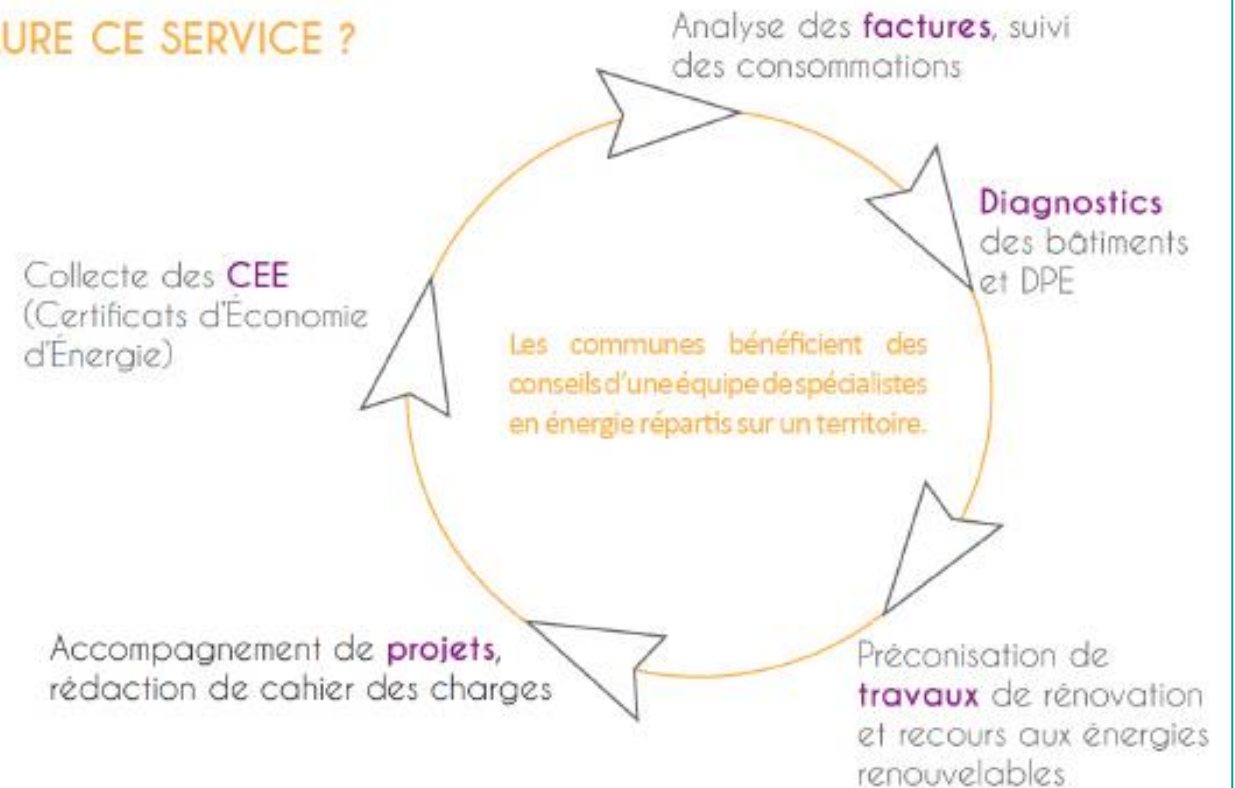 URE CE SERVICE ?
Analyse des factures, suivi
des consommations
Diagnostics
des bâtiments
et DPE
Collecte des CEE
(Certificats d'Économie
d'Énergie)
Les communes bénéficient des
conseils d'une équipe de spécialistes
en énergie répartis sur un territoire.
Accompagnement de projets,
rédaction de cahier des charges
Préconisation de
travaux de rénovation
et recours aux énergies
renouvelables